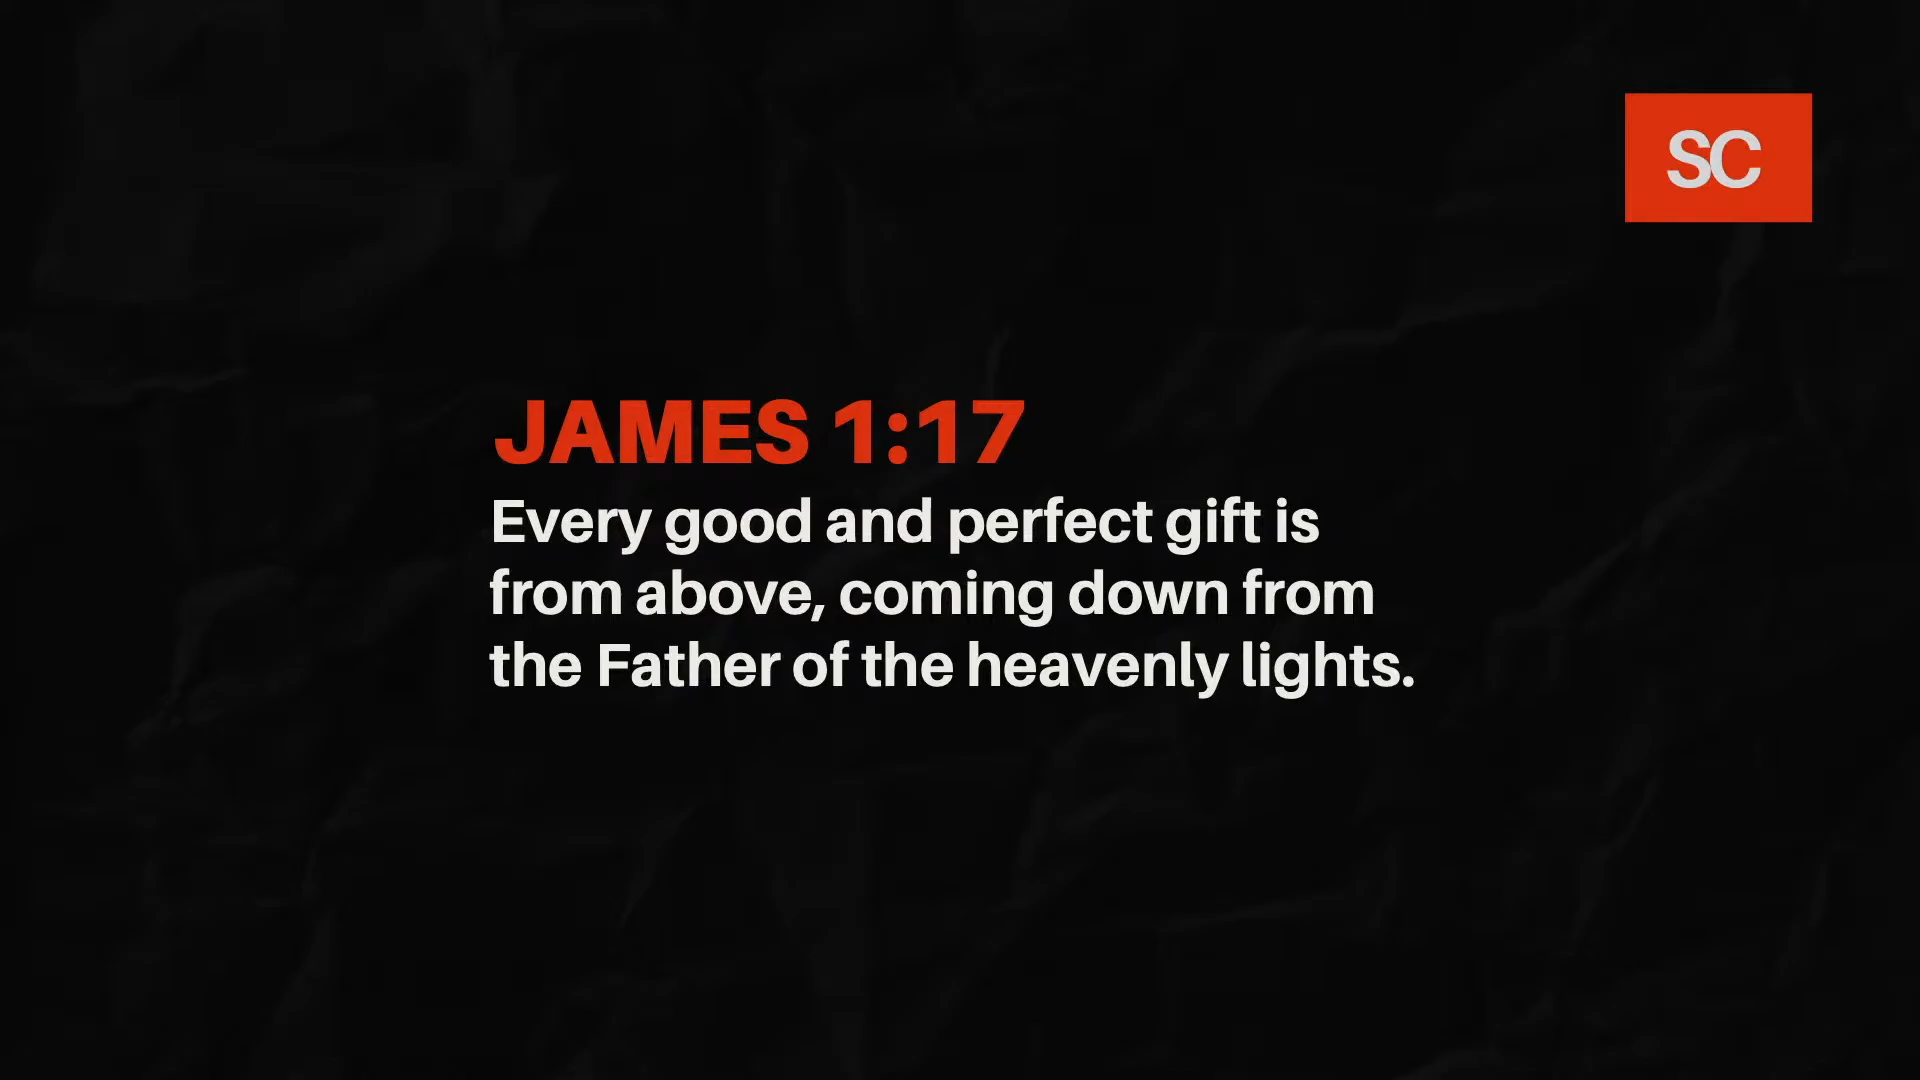 SC
JAMES 1:17
Every good and perfect gift is
from above, coming down from
the Father of the heavenly lights.